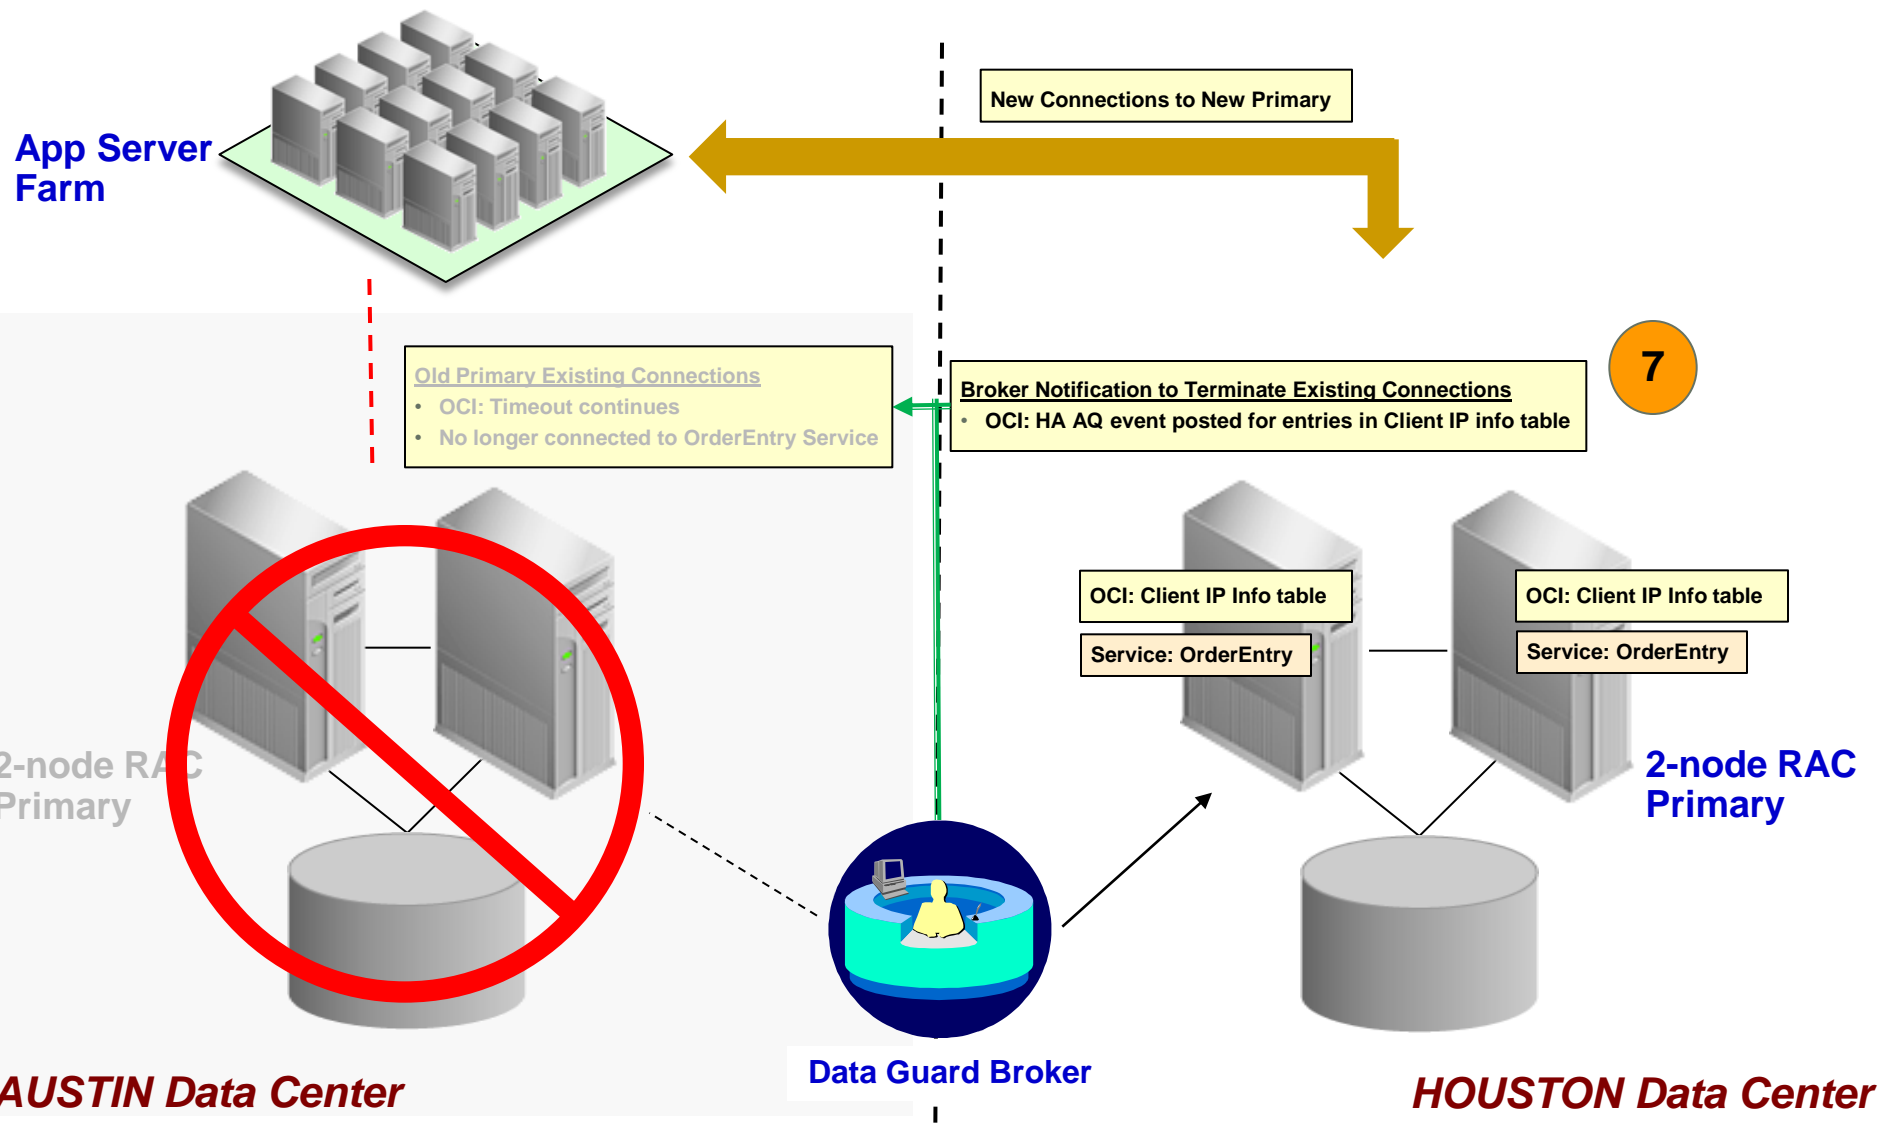 New Connections to New Primary
App Server
Farm
7
Old Primary Existing Connections
• OCI: Timeout continues
• No longer connected to OrderEntry Service
Broker Notification to Terminate Existing Connections
• OCI: HA AQ event posted for entries in Client IP info table
OCI: Client IP Info table
Service: OrderEntry
OCI: Client IP Info table
Service: OrderEntry
2-node RAC
Primary
2-node RAC
Primary
Data Guard Broker
AUSTIN Data Center
HOUSTON Data Center